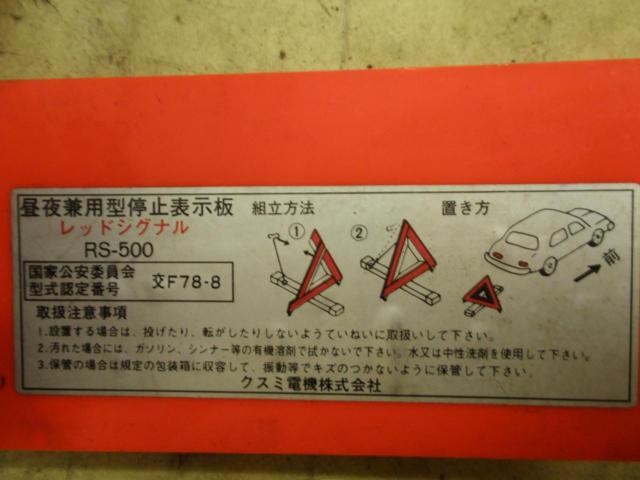 昼夜兼用型停止表示板 組立方法 置き方
レッドシグナル ① ②
RS-500 前
国家公安委員会
型式認定番号 交F78-8
取扱注意事項
1.設置する場合は、投げたり、転がしたりしないようていねいに取扱いして下さい。
2.汚れた場合には、ガソリン、シンナー等の有機溶剤で拭かないで下さい。水又は中性洗剤を使用して下さい。
3.保管の場合は規定の包装箱に収容して、振動等でキズのつかないように保管して下さい。
クスミ電機株式会社